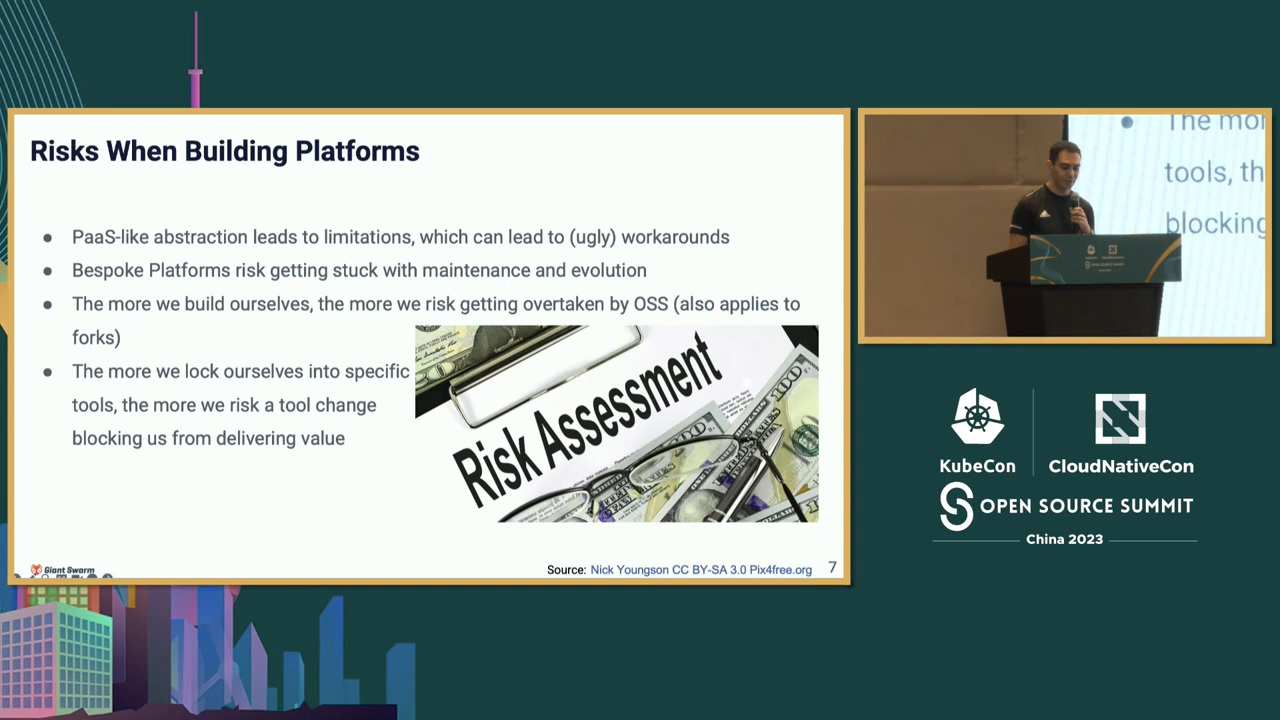 Risks When Building Platforms
● PaaS-like abstraction leads to limitations, which can lead to (ugly) workarounds
● Bespoke Platforms risk getting stuck with maintenance and evolution
● The more we build ourselves, the more we risk getting overtaken by OSS (also applies to
forks)
● The more we lock ourselves into specific
tools, the more we risk a tool change
blocking us from delivering value
Risk Assessment
Giant Swarm
Source: Nick Youngson CC BY-SA 3.0 Pix4free.org
7
● The mor
tools, th
blocking
KubeCon
CloudNativeCon
OPEN SOURCE SUMMIT
China 2023